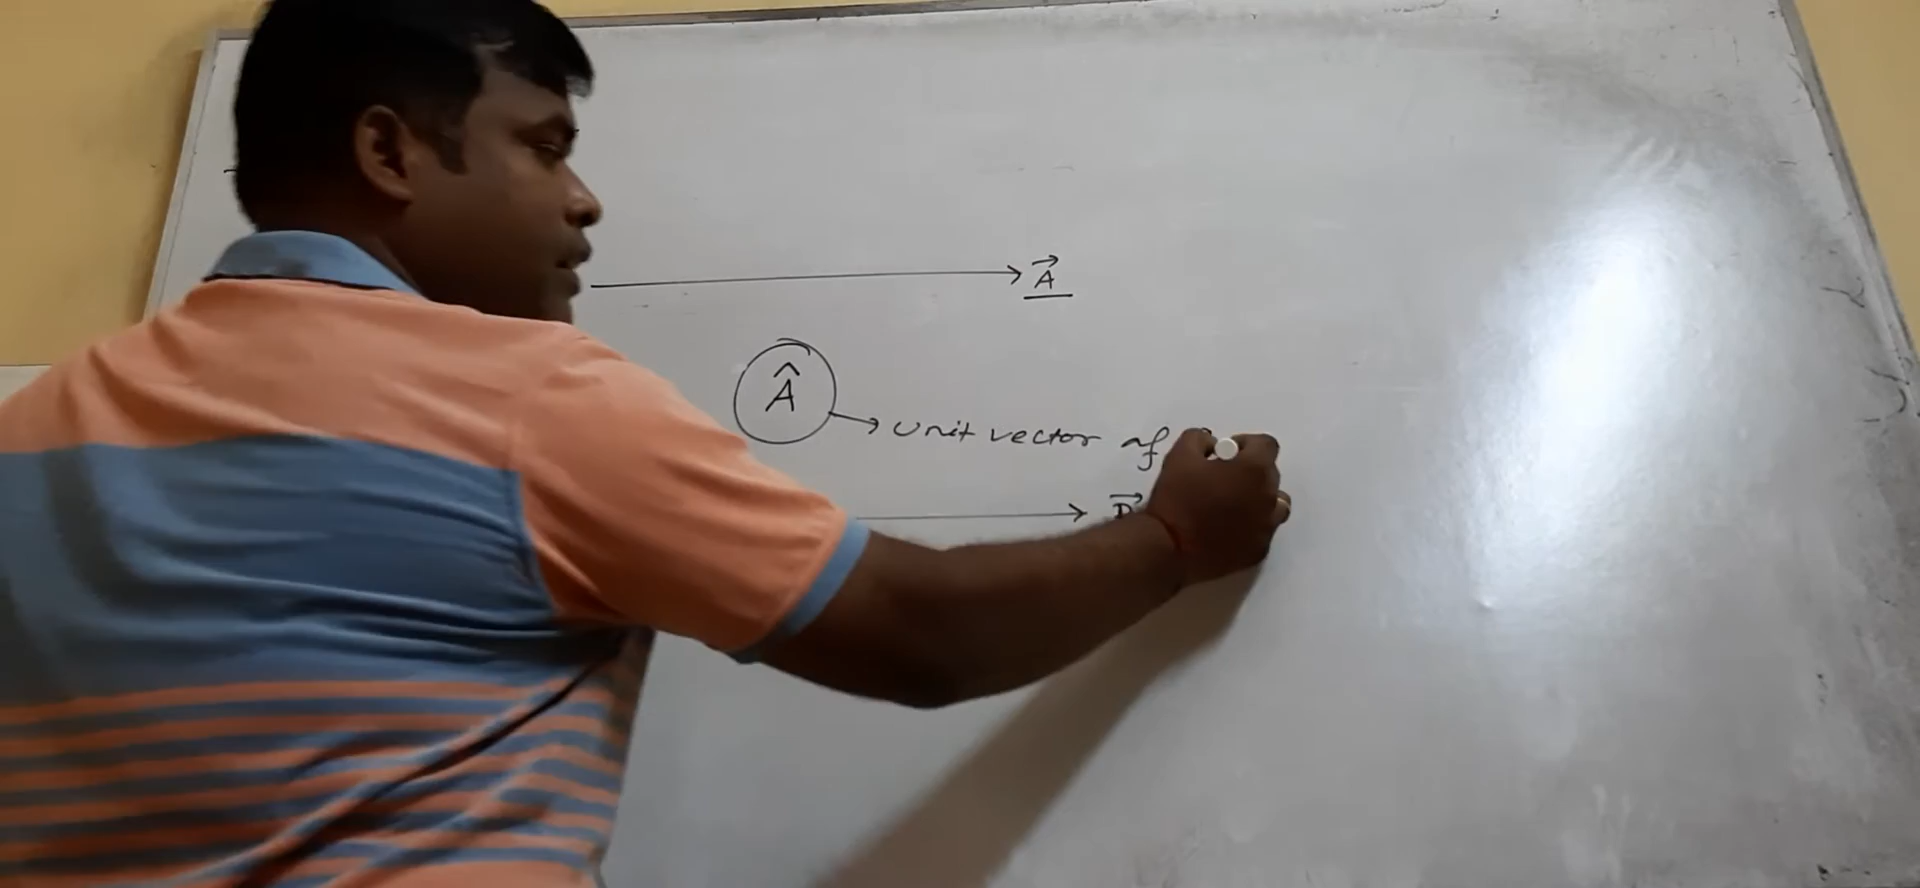 A⃗
Â → unit vector of